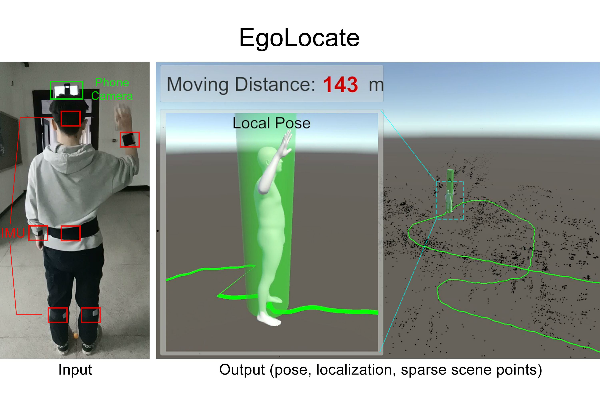 EgoLocate
Phone
Camera
Moving Distance: 143 m
Local Pose
Input
Output (pose, localization, sparse scene points)